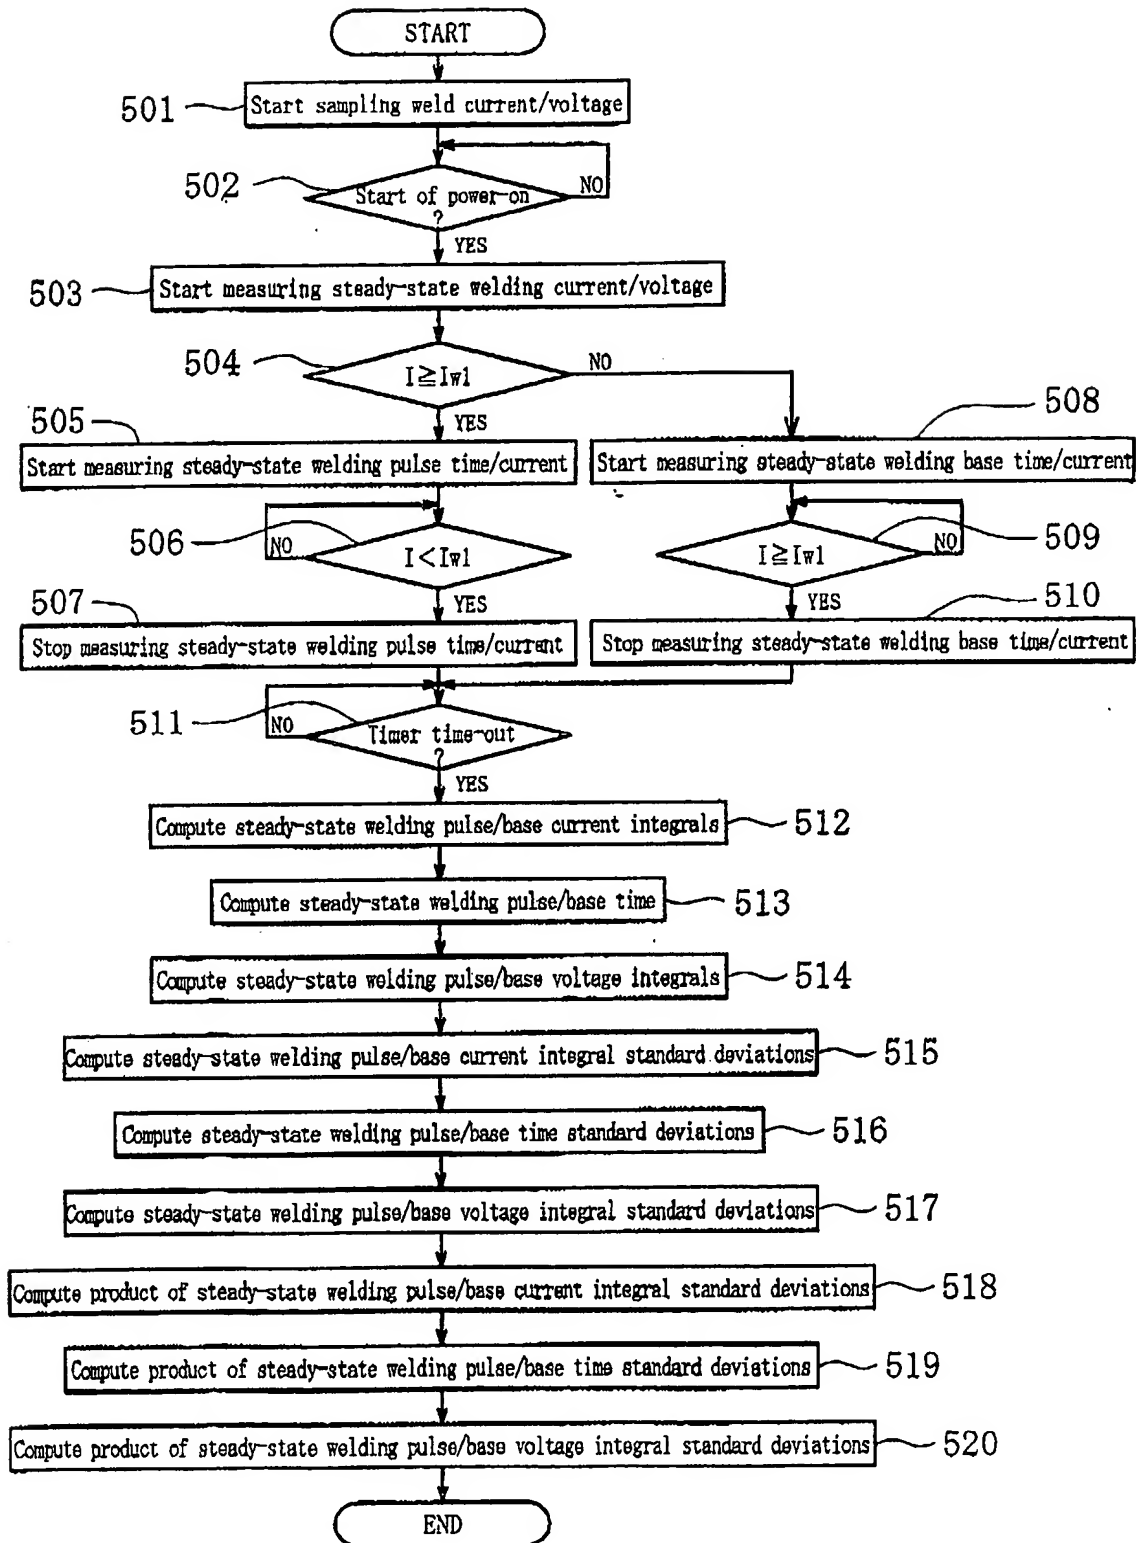 START
501
Start sampling weld current/voltage
502
Start of power-on
?
NO
YES
503
Start measuring steady-state welding current/voltage
504
I≧Iw1
NO
YES
505
508
Start measuring steady-state welding pulse time/current
Start measuring steady-state welding base time/current
506
NO
I<Iw1
I≧Iw1
NO
509
YES
YES
507
510
Stop measuring steady-state welding pulse time/current
Stop measuring steady-state welding base time/current
511
NO
Timer time-out
?
YES
Compute steady-state welding pulse/base current integrals
512
Compute steady-state welding pulse/base time
513
Compute steady-state welding pulse/base voltage integrals
514
Compute steady-state welding pulse/base current integral standard deviations
515
Compute steady-state welding pulse/base time standard deviations
516
Compute steady-state welding pulse/base voltage integral standard deviations
517
Compute product of steady-state welding pulse/base current integral standard deviations
518
Compute product of steady-state welding pulse/base time standard deviations
519
Compute product of steady-state welding pulse/base voltage integral standard deviations
520
END